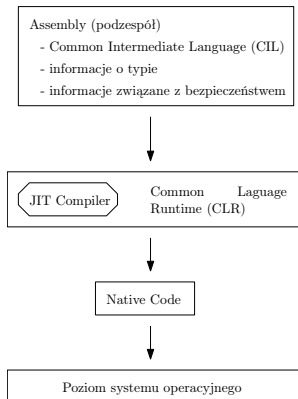 Assembly (podzespół)
- Common Intermediate Language (CIL)
- informacje o typie
- informacje związane z bezpieczeństwem
JIT Compiler
Common Laguage
Runtime (CLR)
Native Code
Poziom systemu operacyjnego